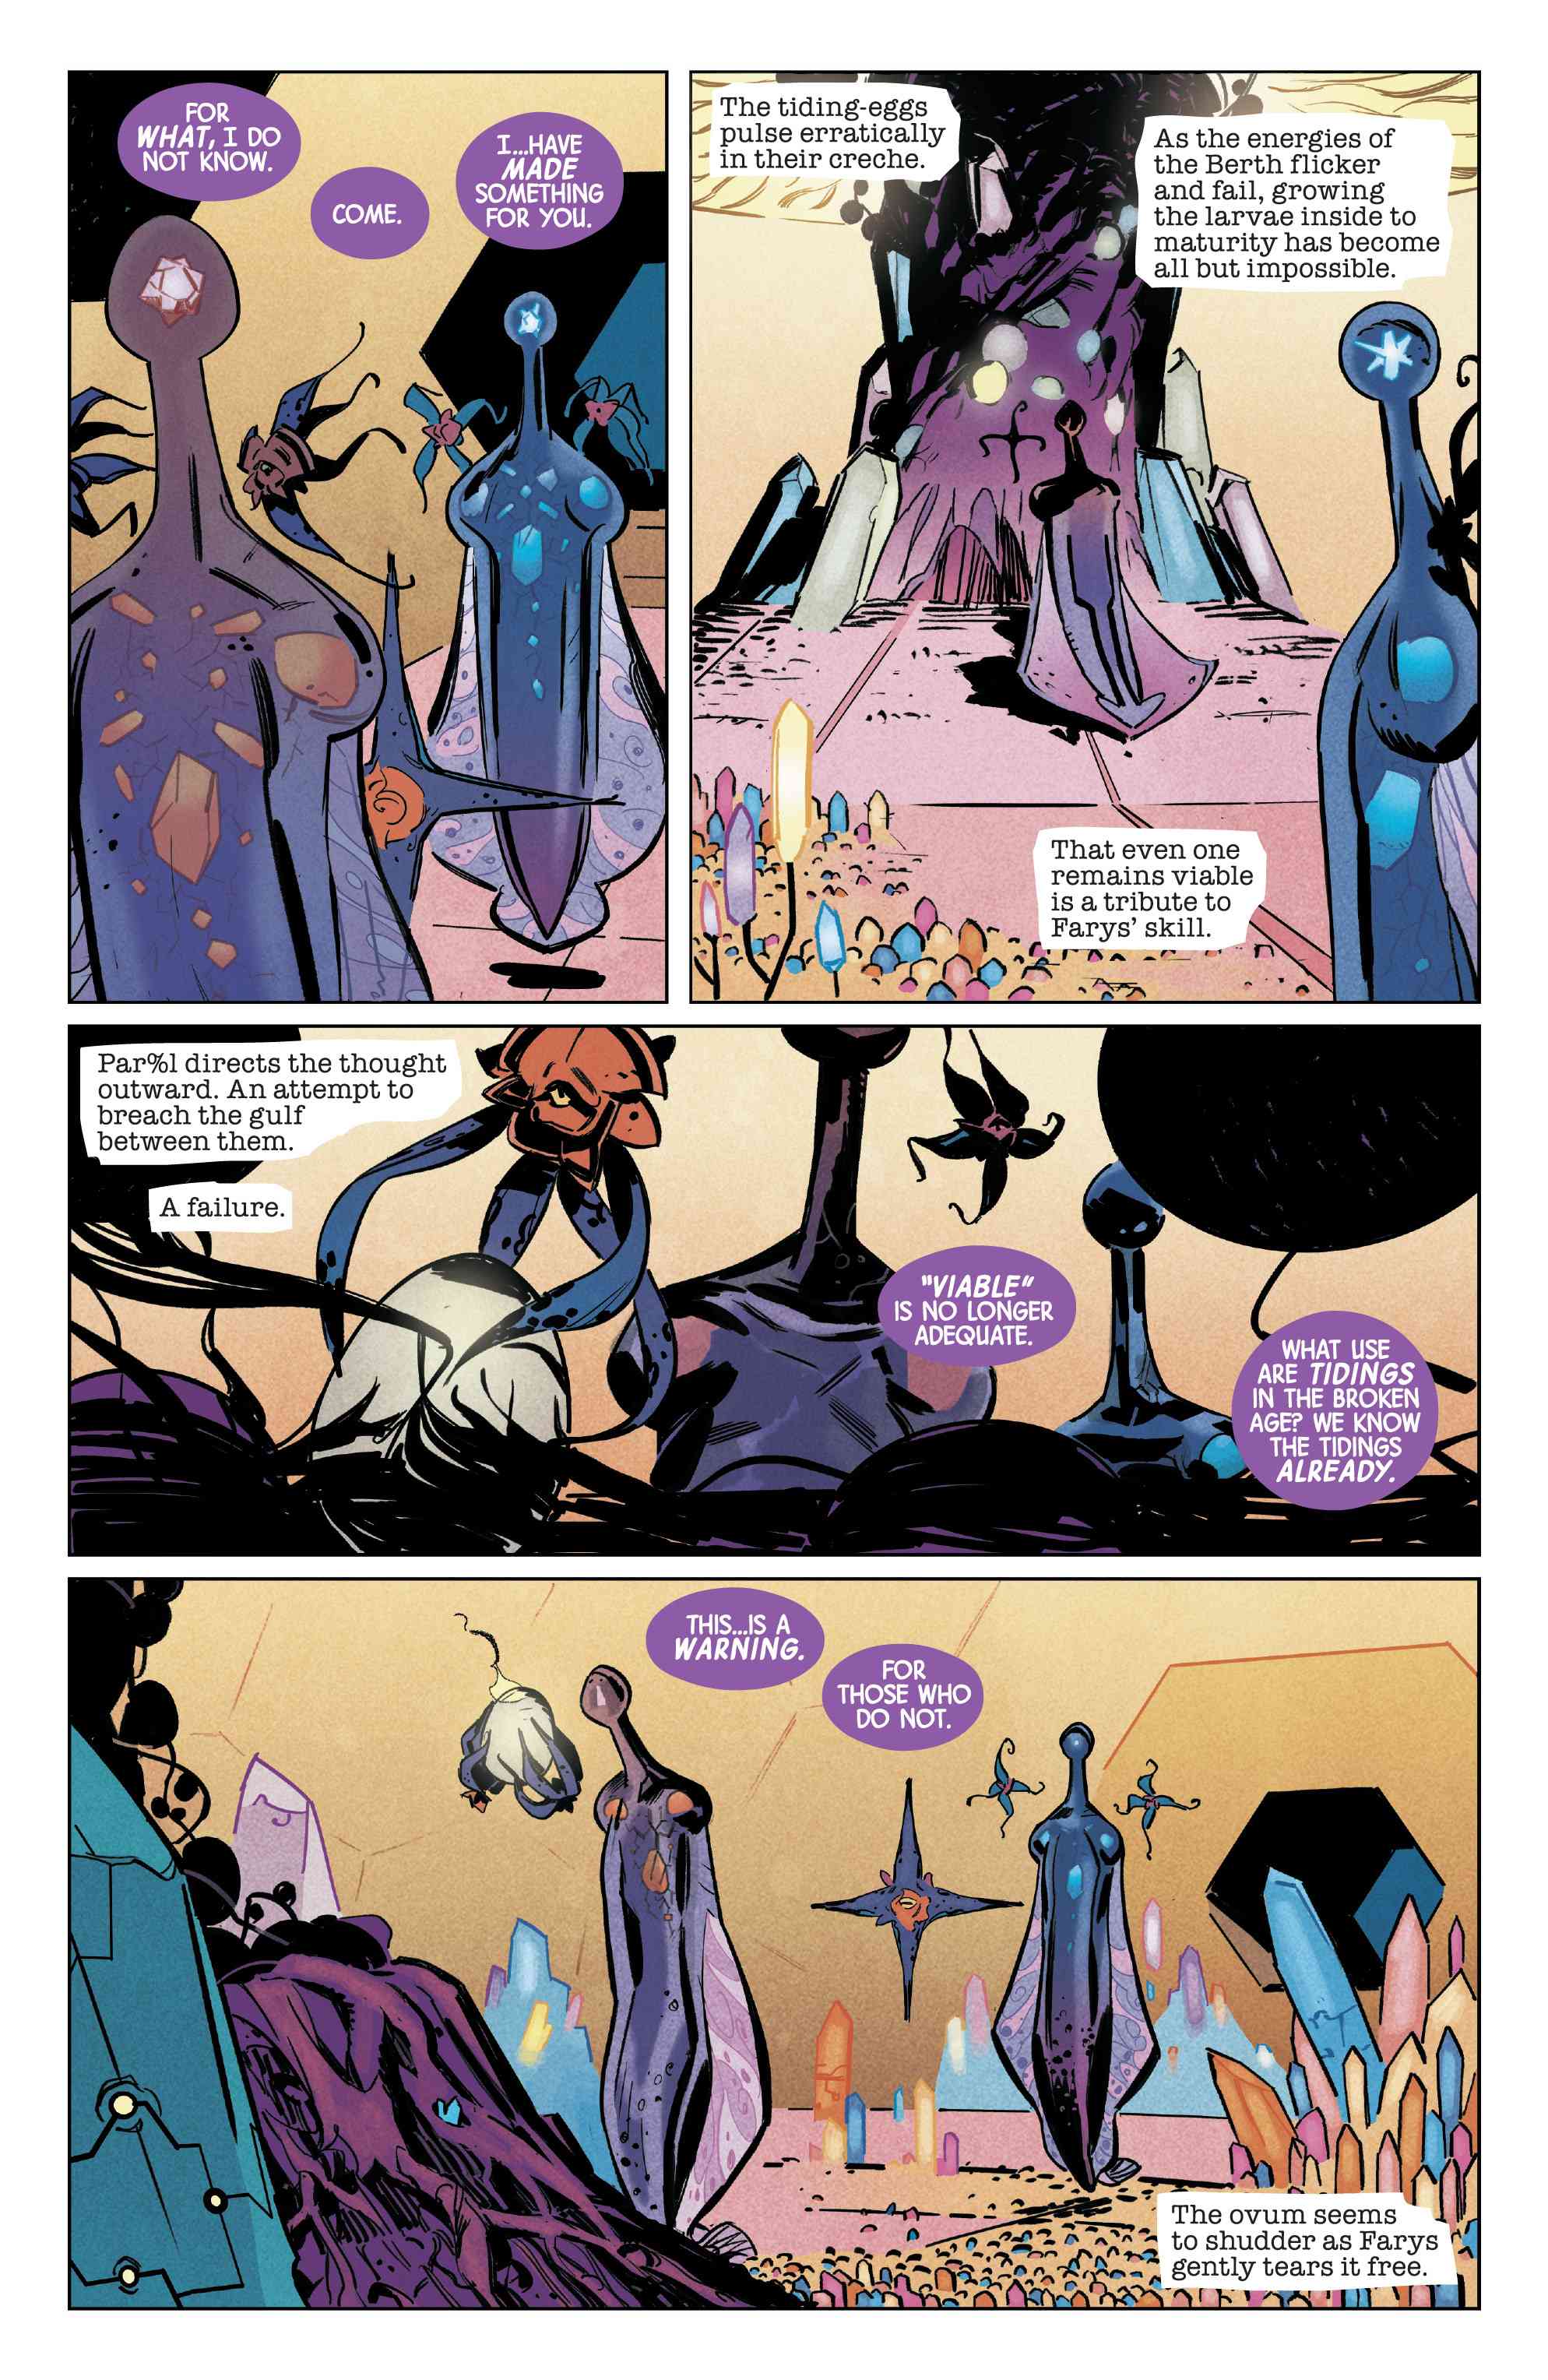 FOR
WHAT, I DO
NOT KNOW.
COME.
I...HAVE
MADE
SOMETHING
FOR YOU.
The tiding-eggs
pulse erratically
in their creche.
As the energies of
the Berth flicker
and fail, growing
the larvae inside to
maturity has become
all but impossible.
That even one
remains viable
is a tribute to
Farys' skill.
Par%l directs the thought
outward. An attempt to
breach the gulf
between them.
A failure.
"VIABLE"
IS NO LONGER
ADEQUATE.
WHAT USE
ARE TIDINGS
IN THE BROKEN
AGE? WE KNOW
THE TIDINGS
ALREADY.
THIS...IS A
WARNING.
FOR
THOSE WHO
DO NOT.
The ovum seems
to shudder as Farys
gently tears it free.